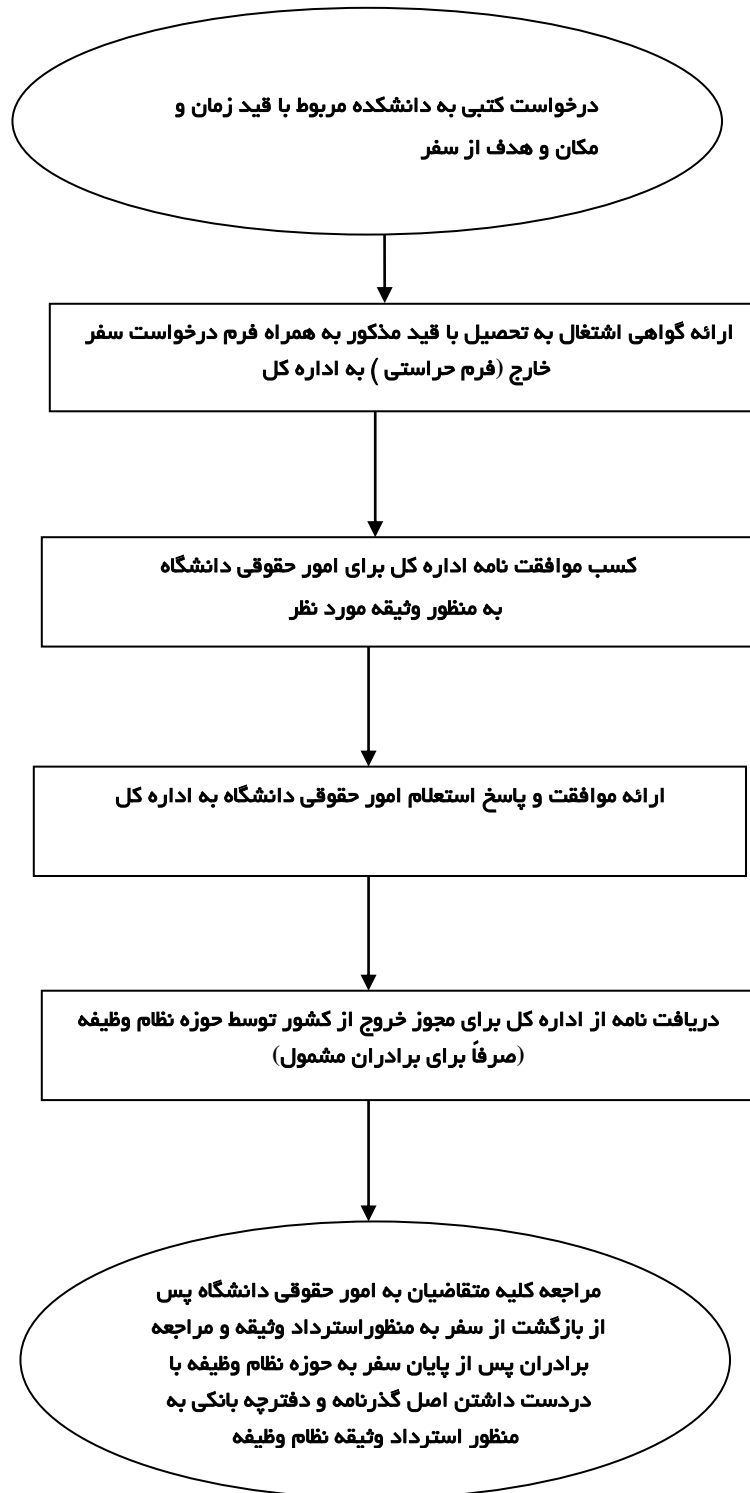 درخواست کتبی به دانشکده مربوط با قید زمان و
مکان و هدف از سفر
ارائه گواهی اشتغال به تحصیل با قید مذکور به همراه فرم درخواست سفر
خارج (فرم حراستی ) به اداره کل
کسب موافقت نامه اداره کل برای امور حقوقی دانشگاه
به منظور وثیقه مورد نظر
ارائه موافقت و پاسخ استعلام امور حقوقی دانشگاه به اداره کل
دریافت نامه از اداره کل برای مجوز خروج از کشور توسط حوزه نظام وظیفه
(صرفاً برای برادران مشمول)
مراجعه کلیه متقاضیان به امور حقوقی دانشگاه پس
از بازگشت از سفر به منظوراسترداد وثیقه و مراجعه
برادران پس از پایان سفر به حوزه نظام وظیفه با
دردست داشتن اصل گذرنامه و دفترچه بانکی به
منظور استرداد وثیقه نظام وظیفه